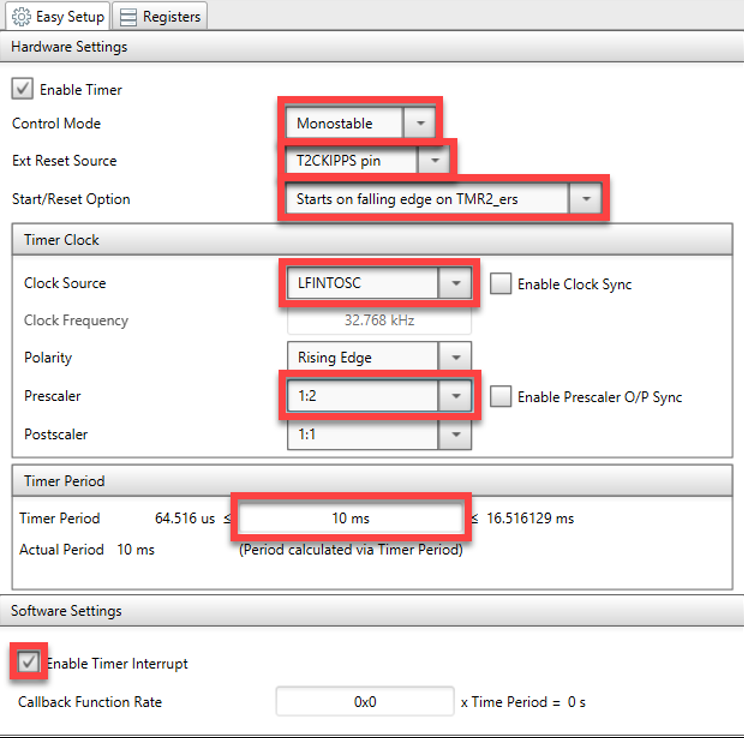 Easy Setup Registers
Hardware Settings
Enable Timer
Control Mode Monostable
Ext Reset Source T2CKIPPS pin
Start/Reset Option Starts on falling edge on TMR2_ers
Timer Clock
Clock Source LFINTOSC Enable Clock Sync
Clock Frequency 32.768 kHz
Polarity Rising Edge
Prescaler 1:2 Enable Prescaler O/P Sync
Postscaler 1:1
Timer Period
Timer Period 64.516 us ≤ 10 ms ≤ 16.516129 ms
Actual Period 10 ms (Period calculated via Timer Period)
Software Settings
Enable Timer Interrupt
Callback Function Rate 0x0 x Time Period = 0 s